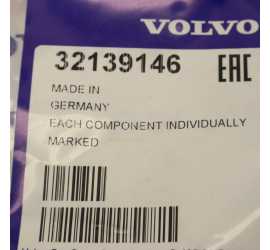 VOLVO
32139146 EAC
MADE IN
GERMANY
EACH COMPONENT INDIVIDUALLY
MARKED